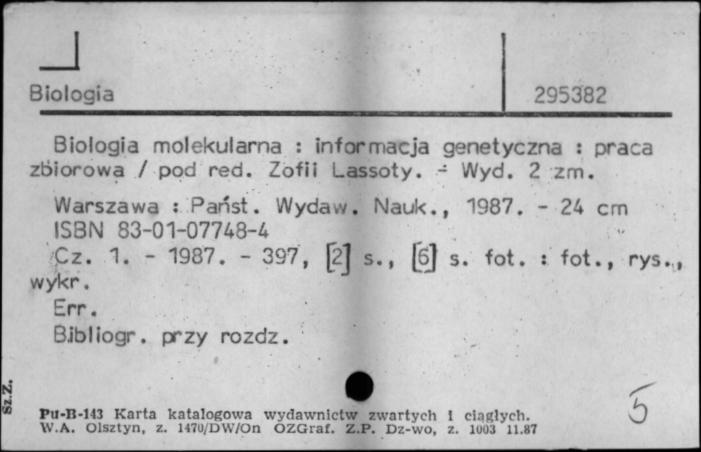 Biologia 295382
Biologia molekularna : informacja genetyczna : praca
zbiorowa / pod red. Zofii Lassoty. - Wyd. 2 zm.
Warszawa : Państ. Wydaw. Nauk., 1987. - 24 cm
ISBN 83-01-07748-4
Cz. 1. - 1987. - 397, [2] s., [6] s. fot. : fot., rys.,
wykr.
Err.
Bibliogr. przy rozdz.
Sz.Z.
Pu-B-143 Karta katalogowa wydawnictw zwartych i ciągłych.
W.A. Olsztyn, z. 1470/DW/On OZGraf. Z.P. Dz-wo, z. 1003 11.87
5